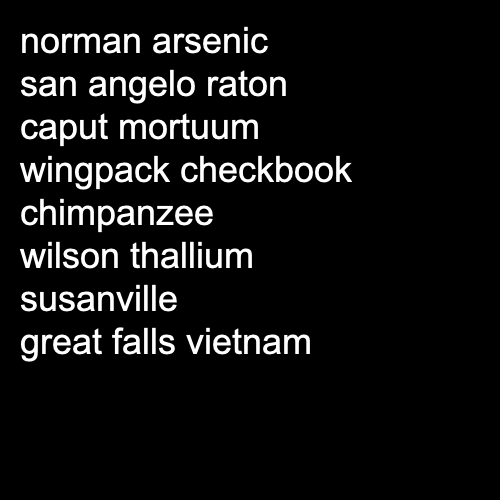 norman arsenic
san angelo raton
caput mortuum
wingpack checkbook
chimpanzee
wilson thallium
susanville
great falls vietnam